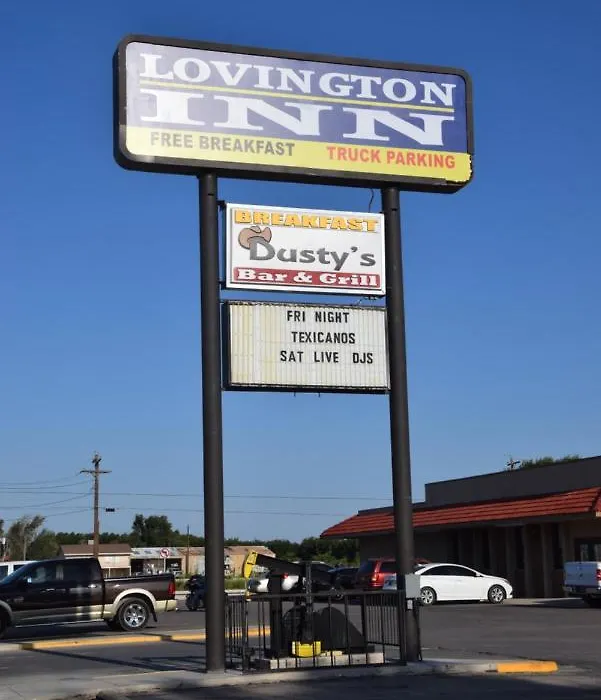 LOVINGTON
INN
FREE BREAKFAST TRUCK PARKING
BREAKFAST
Dusty's
Bar & Grill
FRI NIGHT
TEXICANOS
SAT LIVE DJS